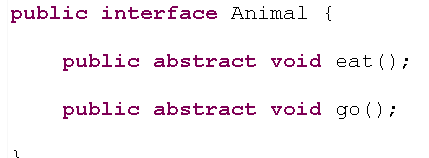 public interface Animal {
public abstract void eat();
public abstract void go();
}